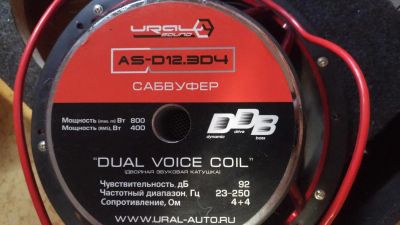 URAL
SOUND
AS-D12.3D4
САБВУФЕР
Мощность (max. м) Вт 800
Мощность (RMS), Вт 400
DDB
dynamic drive boss
"DUAL VOICE COIL"
(ДВОЙНАЯ ЗВУКОВАЯ КАТУШКА)
Чувствительность, дБ 92
Частотный диапазон, Гц 23-250
Сопротивление, Ом 4+4
WWW.URAL-AUTO.RU